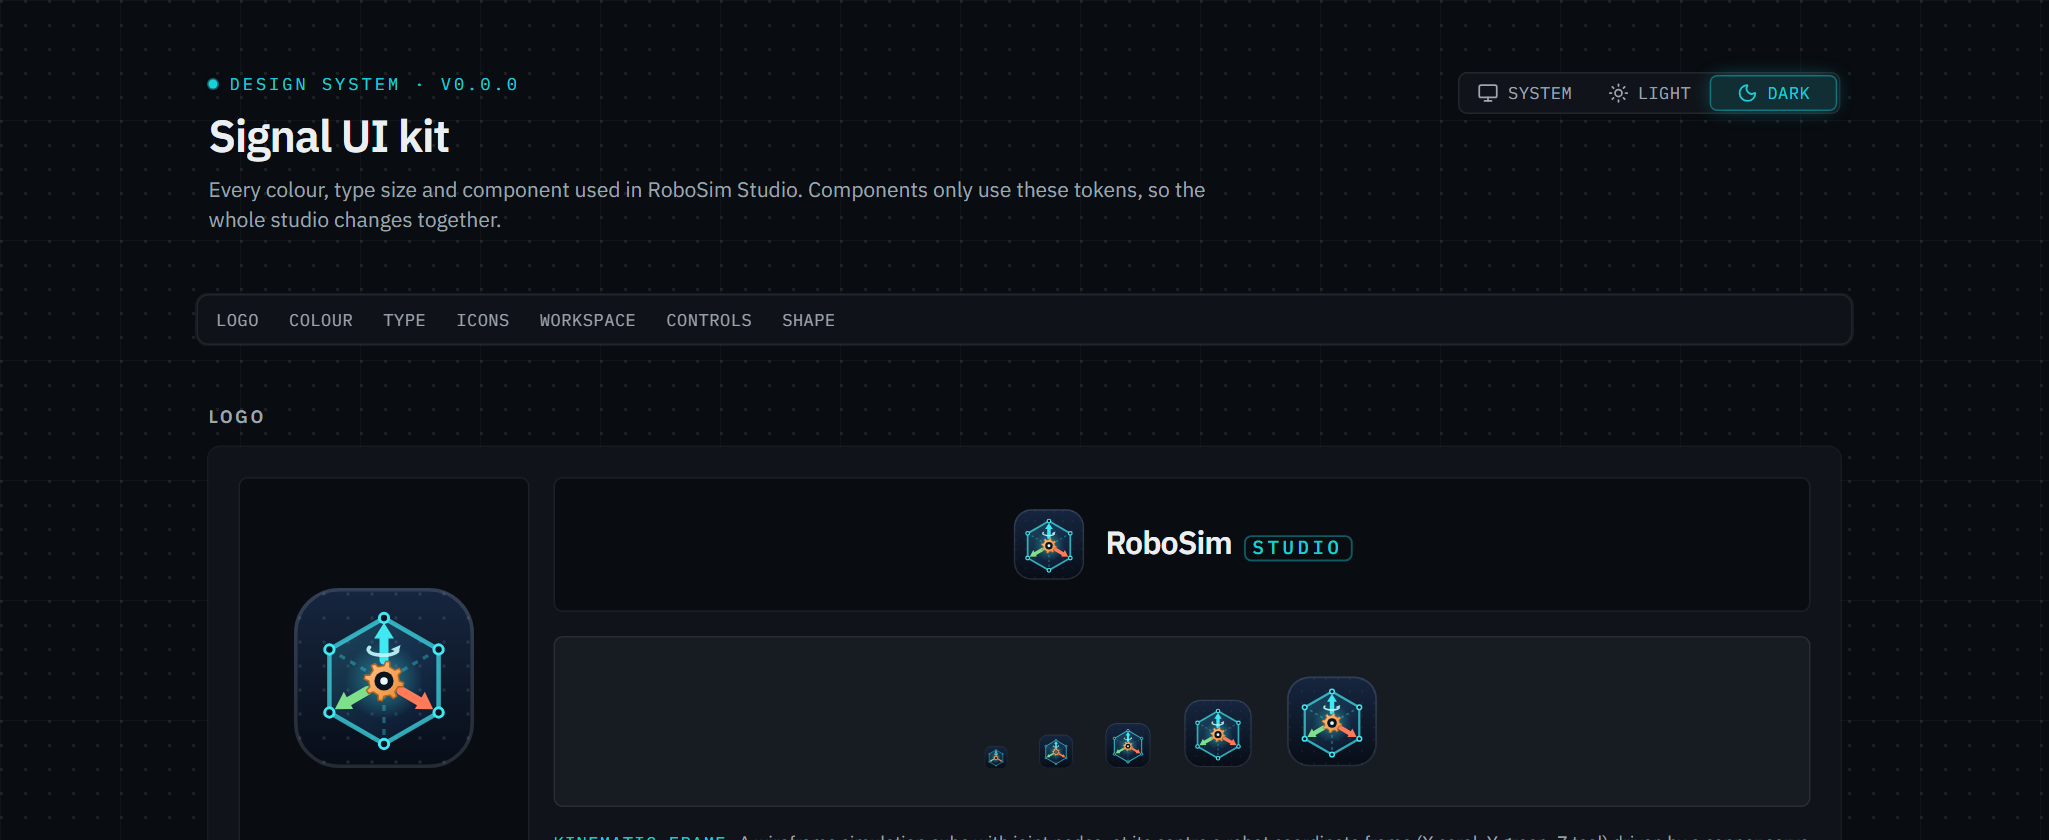 DESIGN SYSTEM · V0.0.0
SYSTEM LIGHT DARK
Signal UI kit
Every colour, type size and component used in RoboSim Studio. Components only use these tokens, so the
whole studio changes together.
LOGO COLOUR TYPE ICONS WORKSPACE CONTROLS SHAPE
LOGO
RoboSim STUDIO
KINEMATIC FRAME